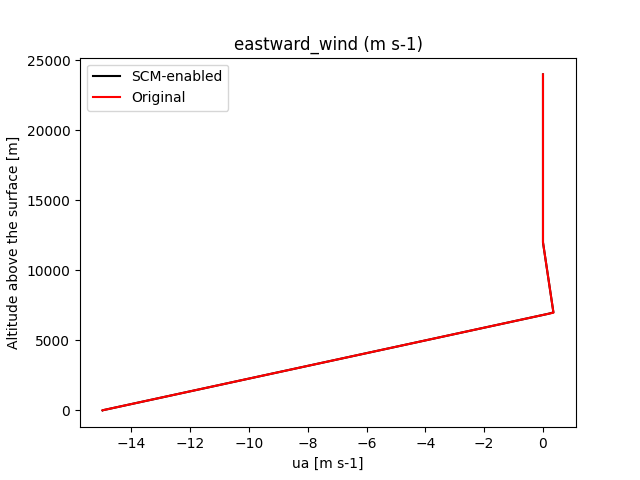 eastward_wind (m s-1)
SCM-enabled
Original
Altitude above the surface [m]
25000
20000
15000
10000
5000
0
−14
−12
−10
−8
−6
−4
−2
0
ua [m s-1]